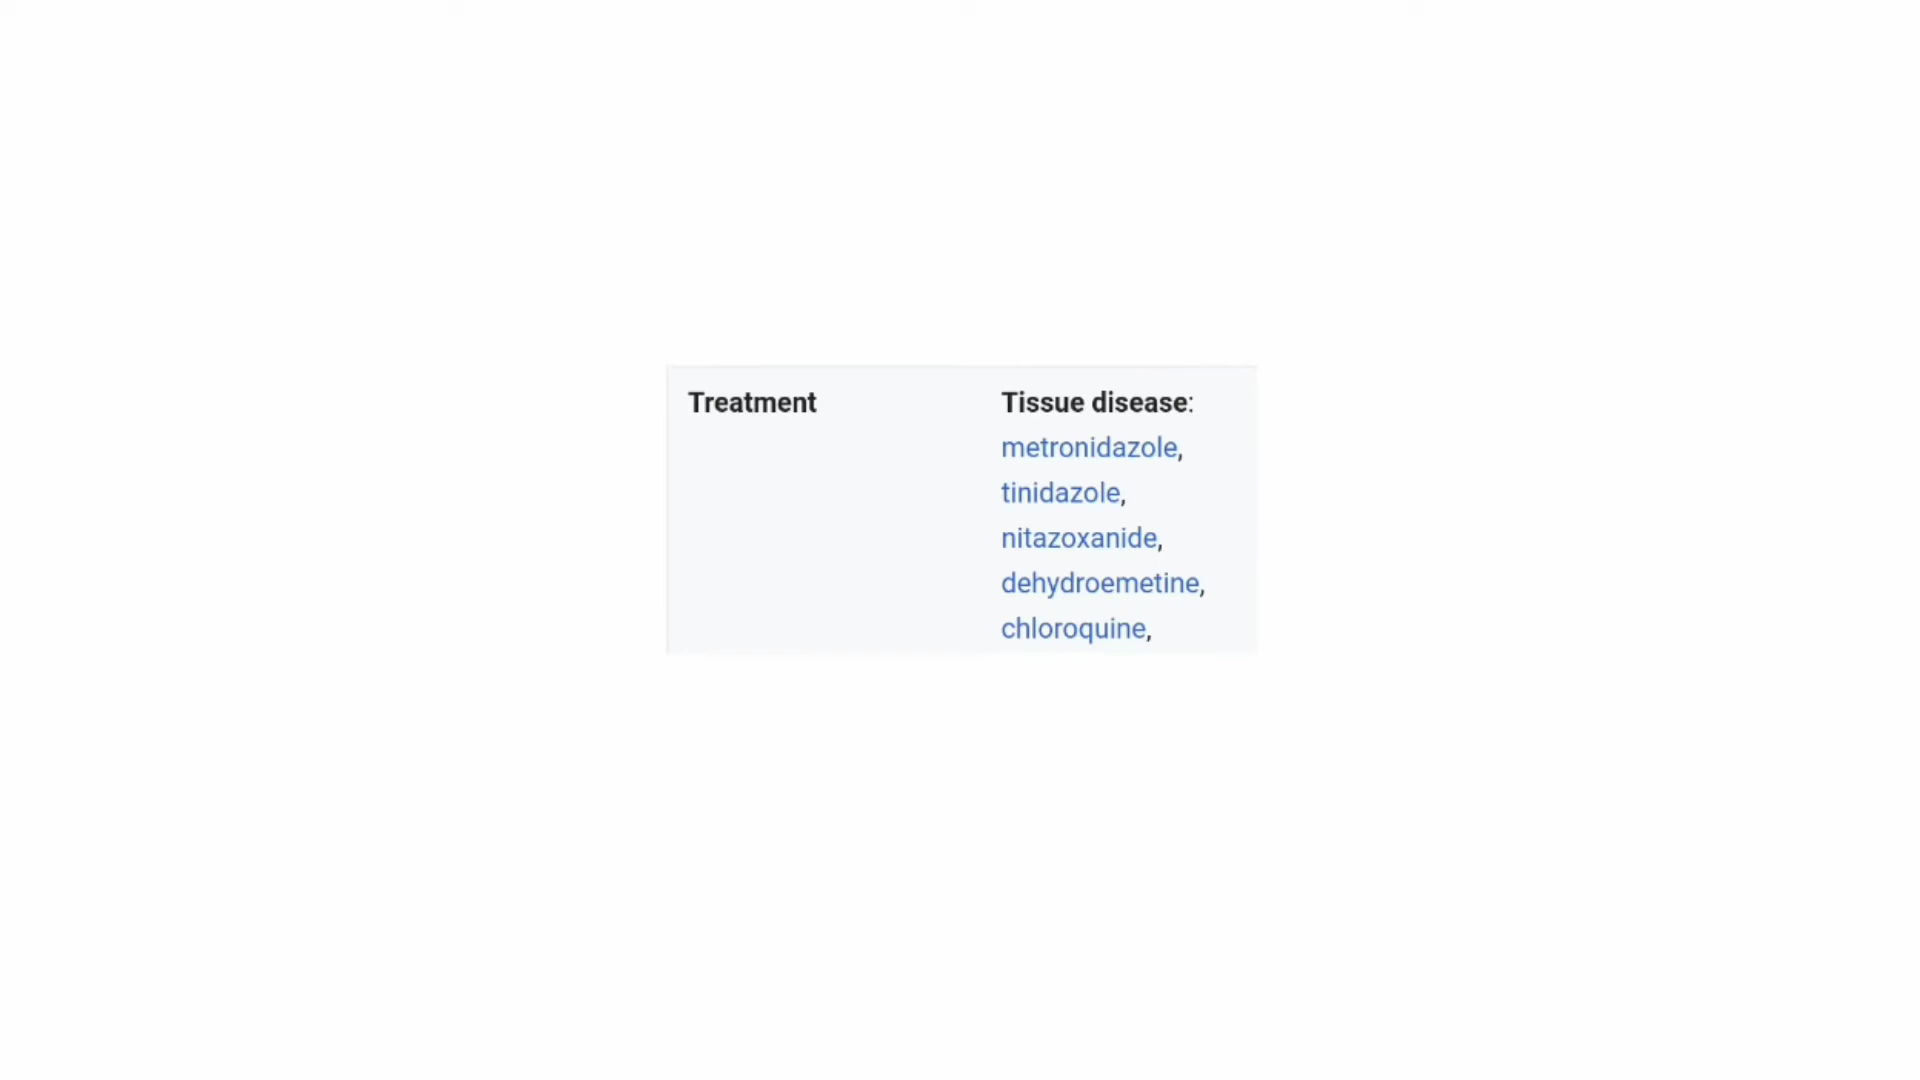 Treatment
Tissue disease:
metronidazole,
tinidazole,
nitazoxanide,
dehydroemetine,
chloroquine,